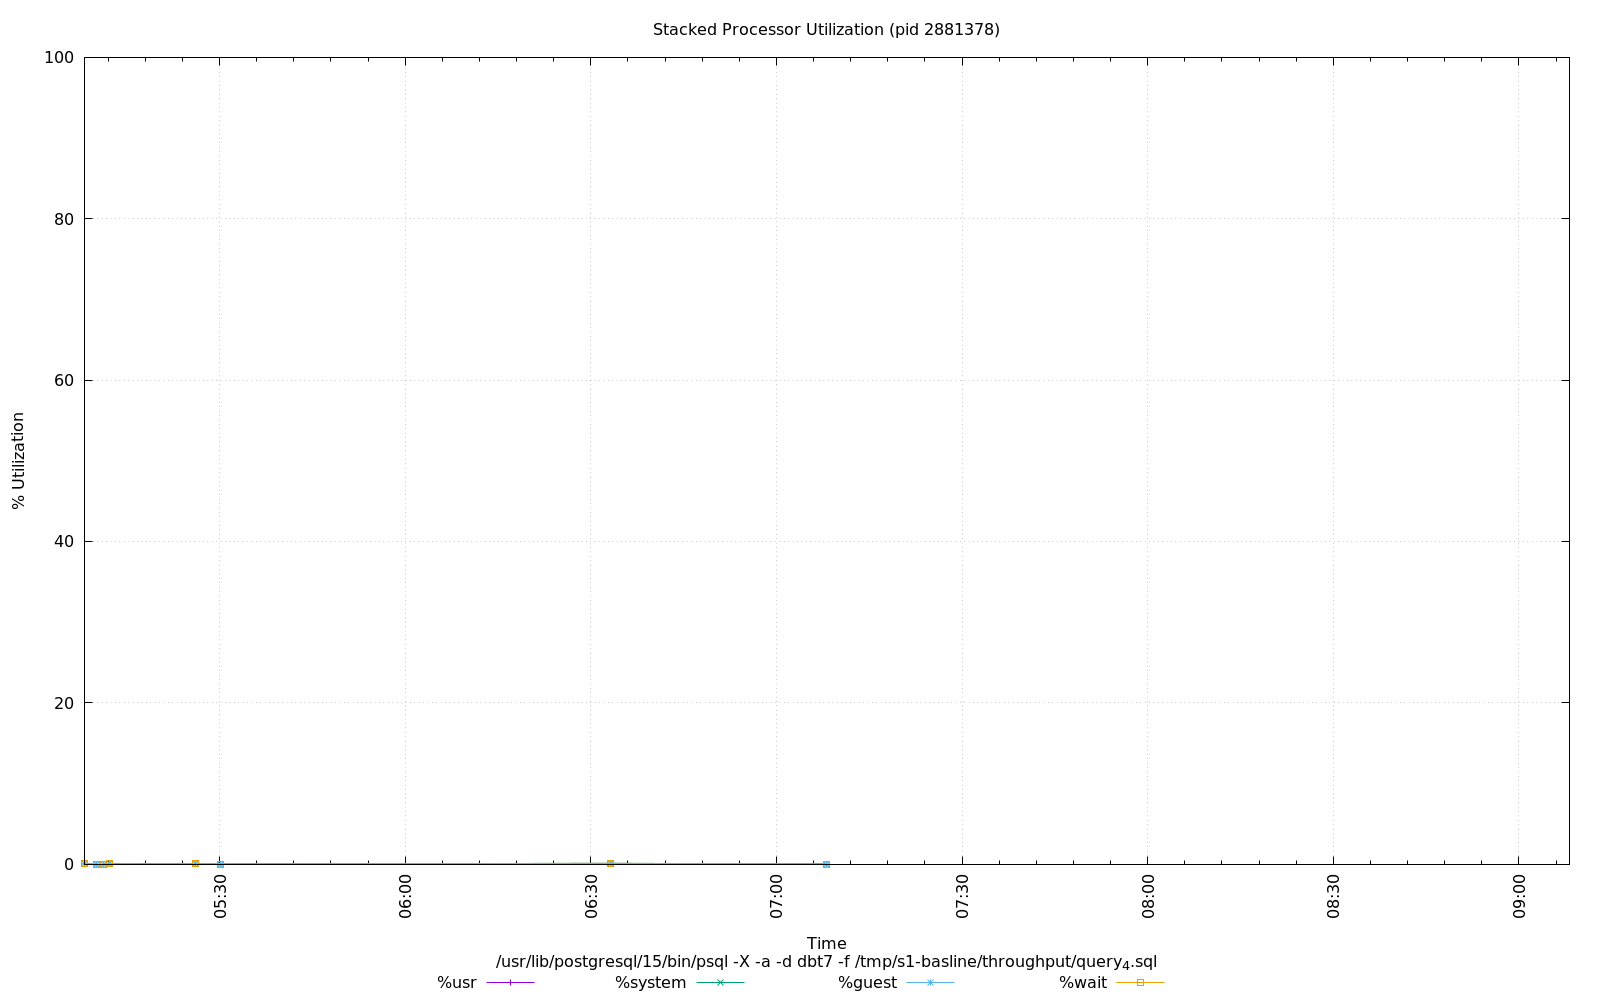 Stacked Processor Utilization (pid 2881378)
100
80
60
40
20
0
% Utilization
05:30
06:00
06:30
07:00
07:30
08:00
08:30
09:00
Time
/usr/lib/postgresql/15/bin/psql -X -a -d dbt7 -f /tmp/s1-basline/throughput/query₄.sql
%usr %system %guest %wait